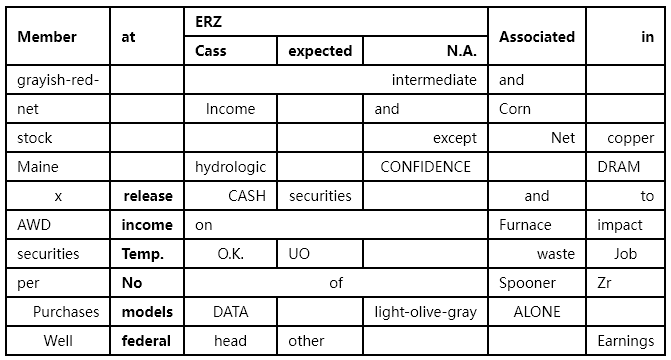 Member at ERZ Associated in
Cass expected N.A.
grayish-red- intermediate and
net Income and Corn
stock except Net copper
Maine hydrologic CONFIDENCE DRAM
x release CASH securities and to
AWD income on Furnace impact
securities Temp. O.K. UO waste Job
per No of Spooner Zr
Purchases models DATA light-olive-gray ALONE
Well federal head other Earnings